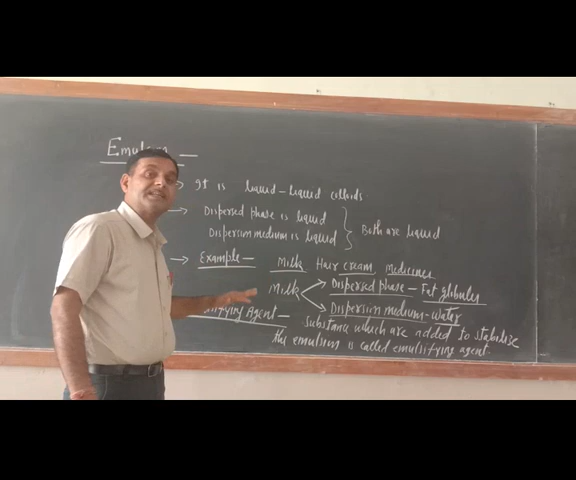 Emulsion —
→ It is liquid – liquid colloids.
→ Dispersed phase is liquid
Dispersion medium is liquid } Both are liquid
→ Example – Milk Hair cream, medicines
Milk < Dispersed phase – Fat globules
Dispersion medium – water
Agent – Substance which are added to stabilize
the emulsion is called emulsifying agent.